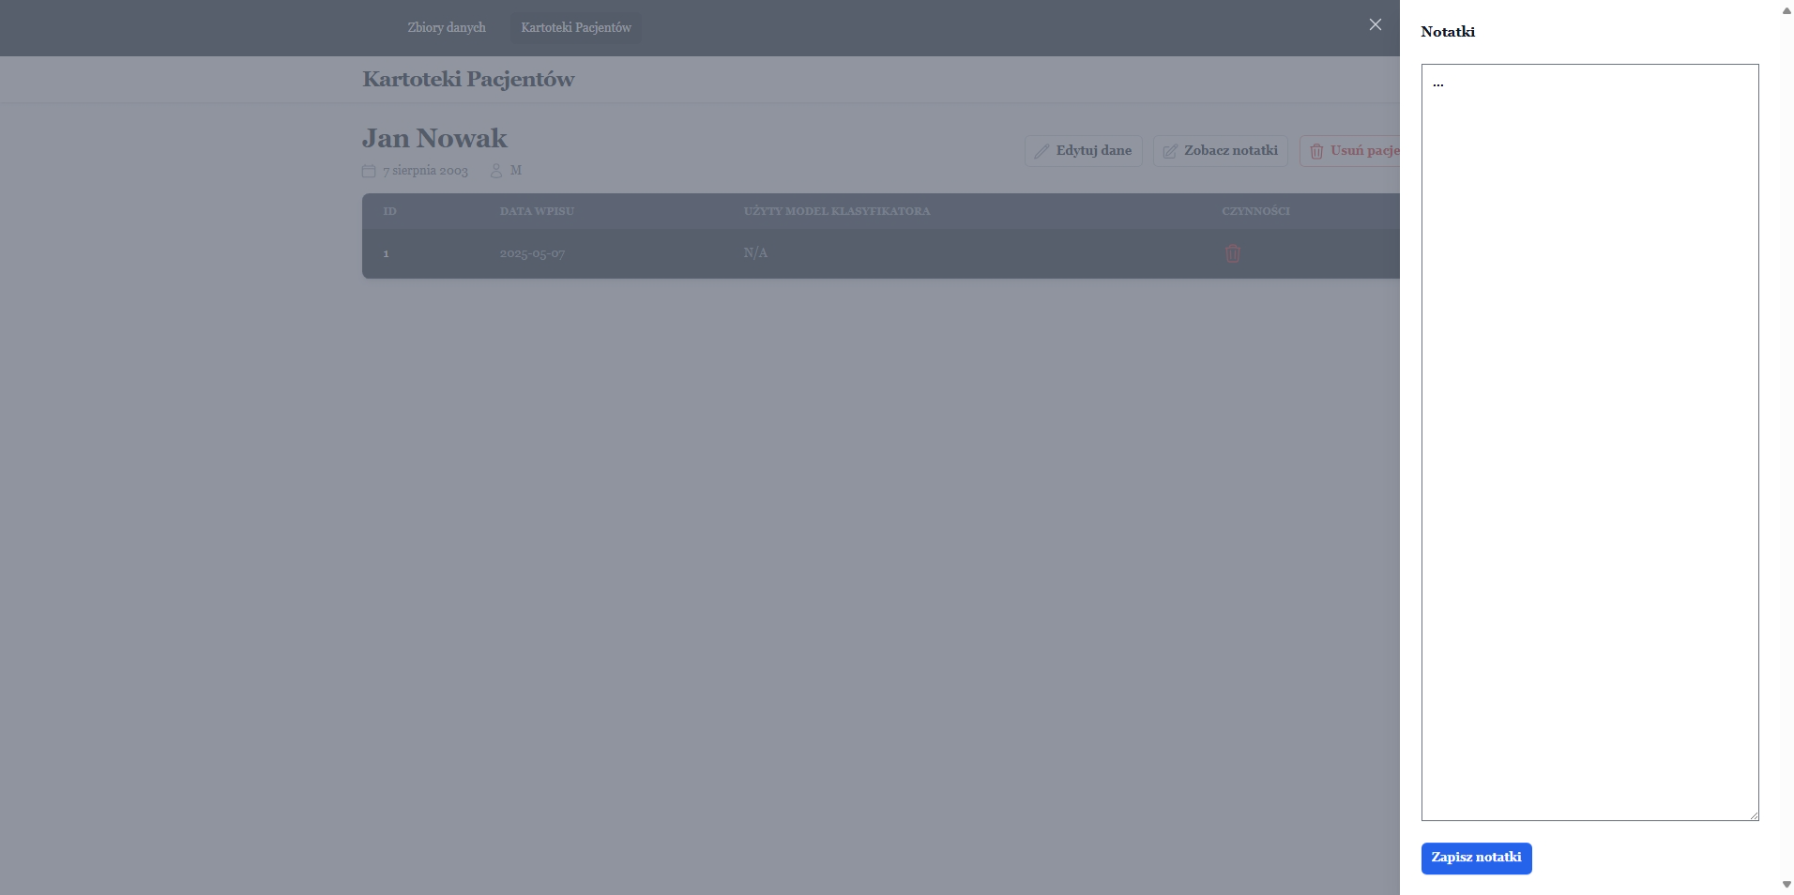 Zbiory danych Kartoteki Pacjentów
Kartoteki Pacjentów
Jan Nowak
7 sierpnia 2003 M
Edytuj dane Zobacz notatki Usuń pacje
ID DATA WPISU UŻYTY MODEL KLASYFIKATORA CZYNNOŚCI
1 2025-05-07 N/A
Notatki
...
Zapisz notatki